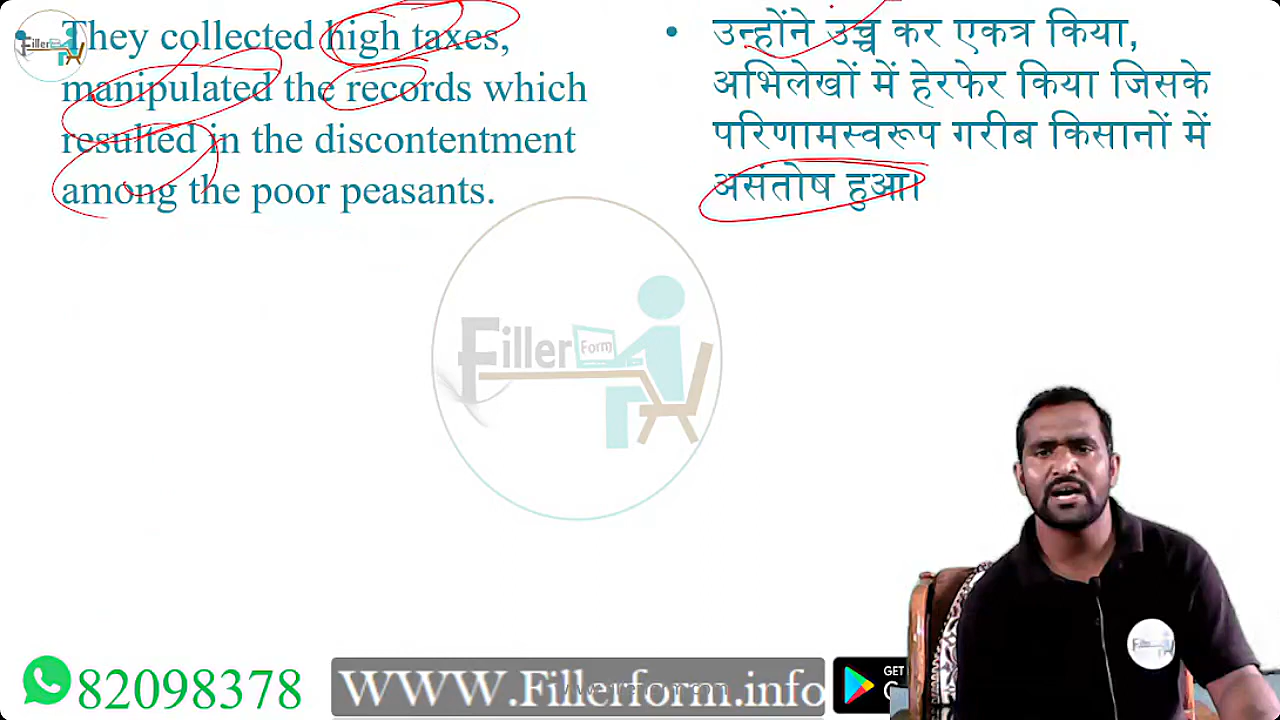 They collected high taxes,
manipulated the records which
resulted in the discontentment
among the poor peasants.
• उन्होंने उच्च कर एकत्र किया,
अभिलेखों में हेरफेर किया जिसके
परिणामस्वरूप गरीब किसानों में
असंतोष हुआ।
Filler
Form
82098378
WWW.Fillerform.info
GET